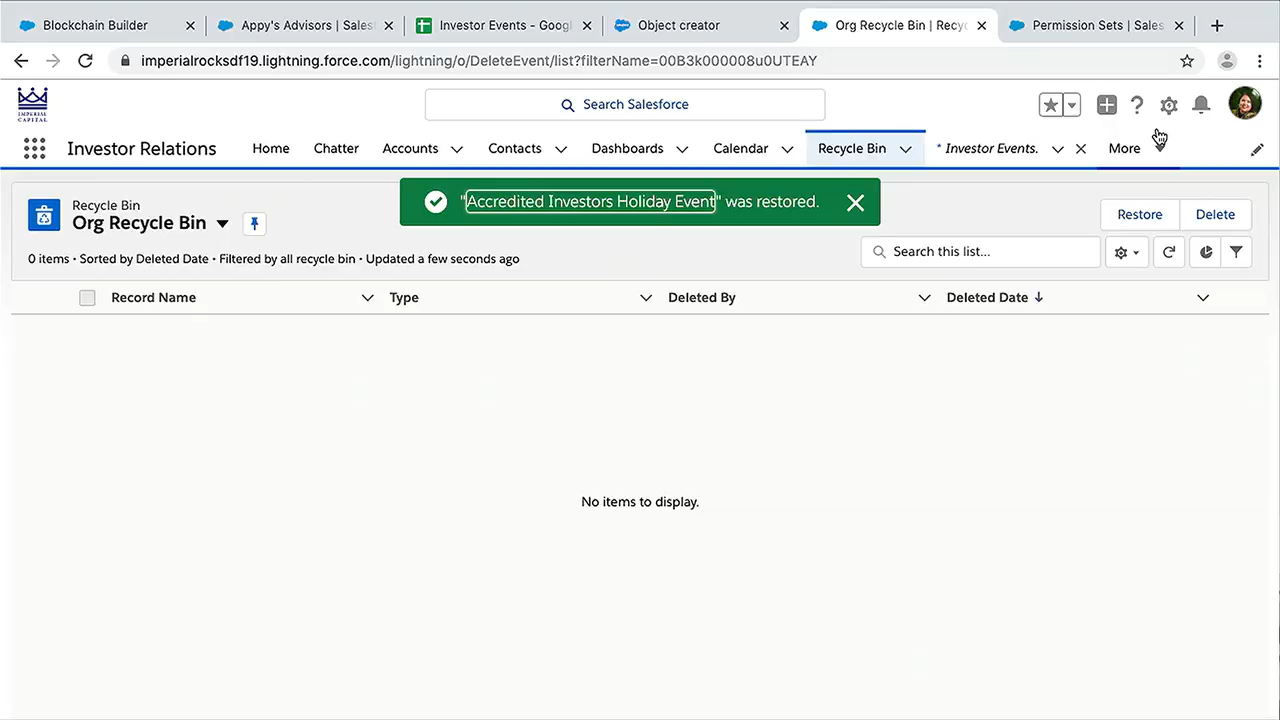 Blockchain Builder
Appy's Advisors | Salest
Investor Events - Googl
Object creator
Org Recycle Bin | Recyc
Permission Sets | Sales
imperialrocksdf19.lightning.force.com/lightning/o/DeleteEvent/list?filterName=00B3k000008u0UTEAY
IMPERIAL
CAPITAL
Search Salesforce
Investor Relations
Home
Chatter
Accounts
Contacts
Dashboards
Calendar
Recycle Bin
* Investor Events.
More
"Accredited Investors Holiday Event" was restored.
Recycle Bin
Org Recycle Bin
Restore
Delete
0 items • Sorted by Deleted Date • Filtered by all recycle bin • Updated a few seconds ago
Search this list...
Record Name
Type
Deleted By
Deleted Date
No items to display.